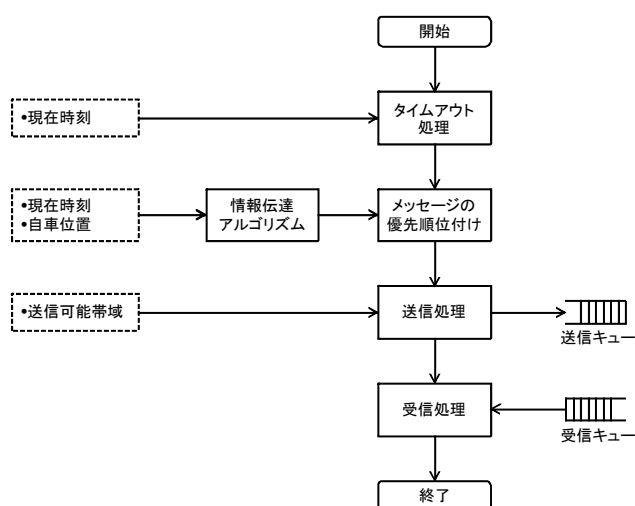 開始
•現在時刻
タイムアウト
処理
•現在時刻
•自車位置
情報伝達
アルゴリズム
メッセージの
優先順位付け
•送信可能帯域
送信処理
送信キュー
受信処理
受信キュー
終了